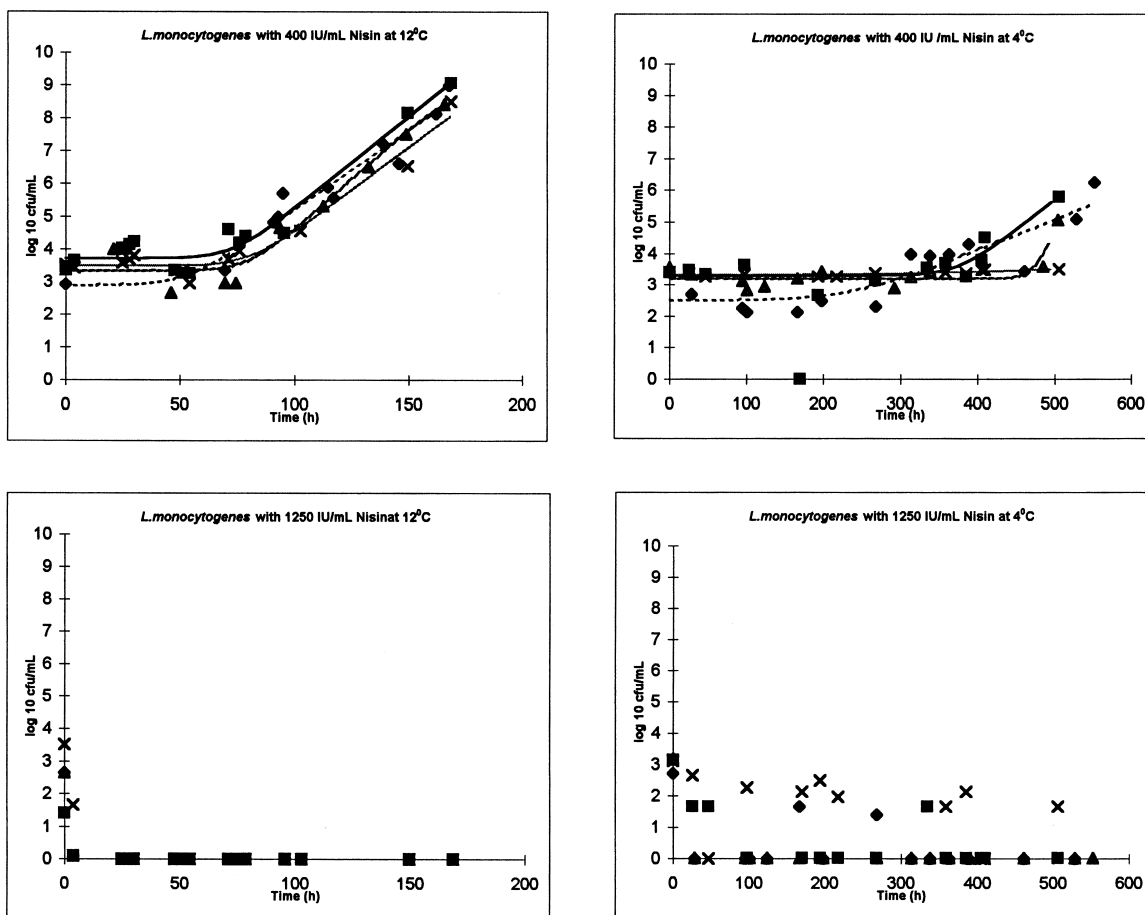 L.monocytogenes with 400 IU/mL Nisin at 12⁰C
10
9
8
7
6
5
4
3
2
1
0
log 10 cfu/mL
0 50 100 150 200
Time (h)
L.monocytogenes with 400 IU /mL Nisin at 4⁰C
10
9
8
7
6
5
4
3
2
1
0
log 10 cfu/mL
0 100 200 300 400 500 600
Time (h)
L.monocytogenes with 1250 IU/mL Nisinat 12⁰C
10
9
8
7
6
5
4
3
2
1
0
log 10 cfu/mL
0 50 100 150 200
Time (h)
L.monocytogenes with 1250 IU/mL Nisin at 4⁰C
10
9
8
7
6
5
4
3
2
1
0
log 10 cfu/mL
0 100 200 300 400 500 600
Time (h)